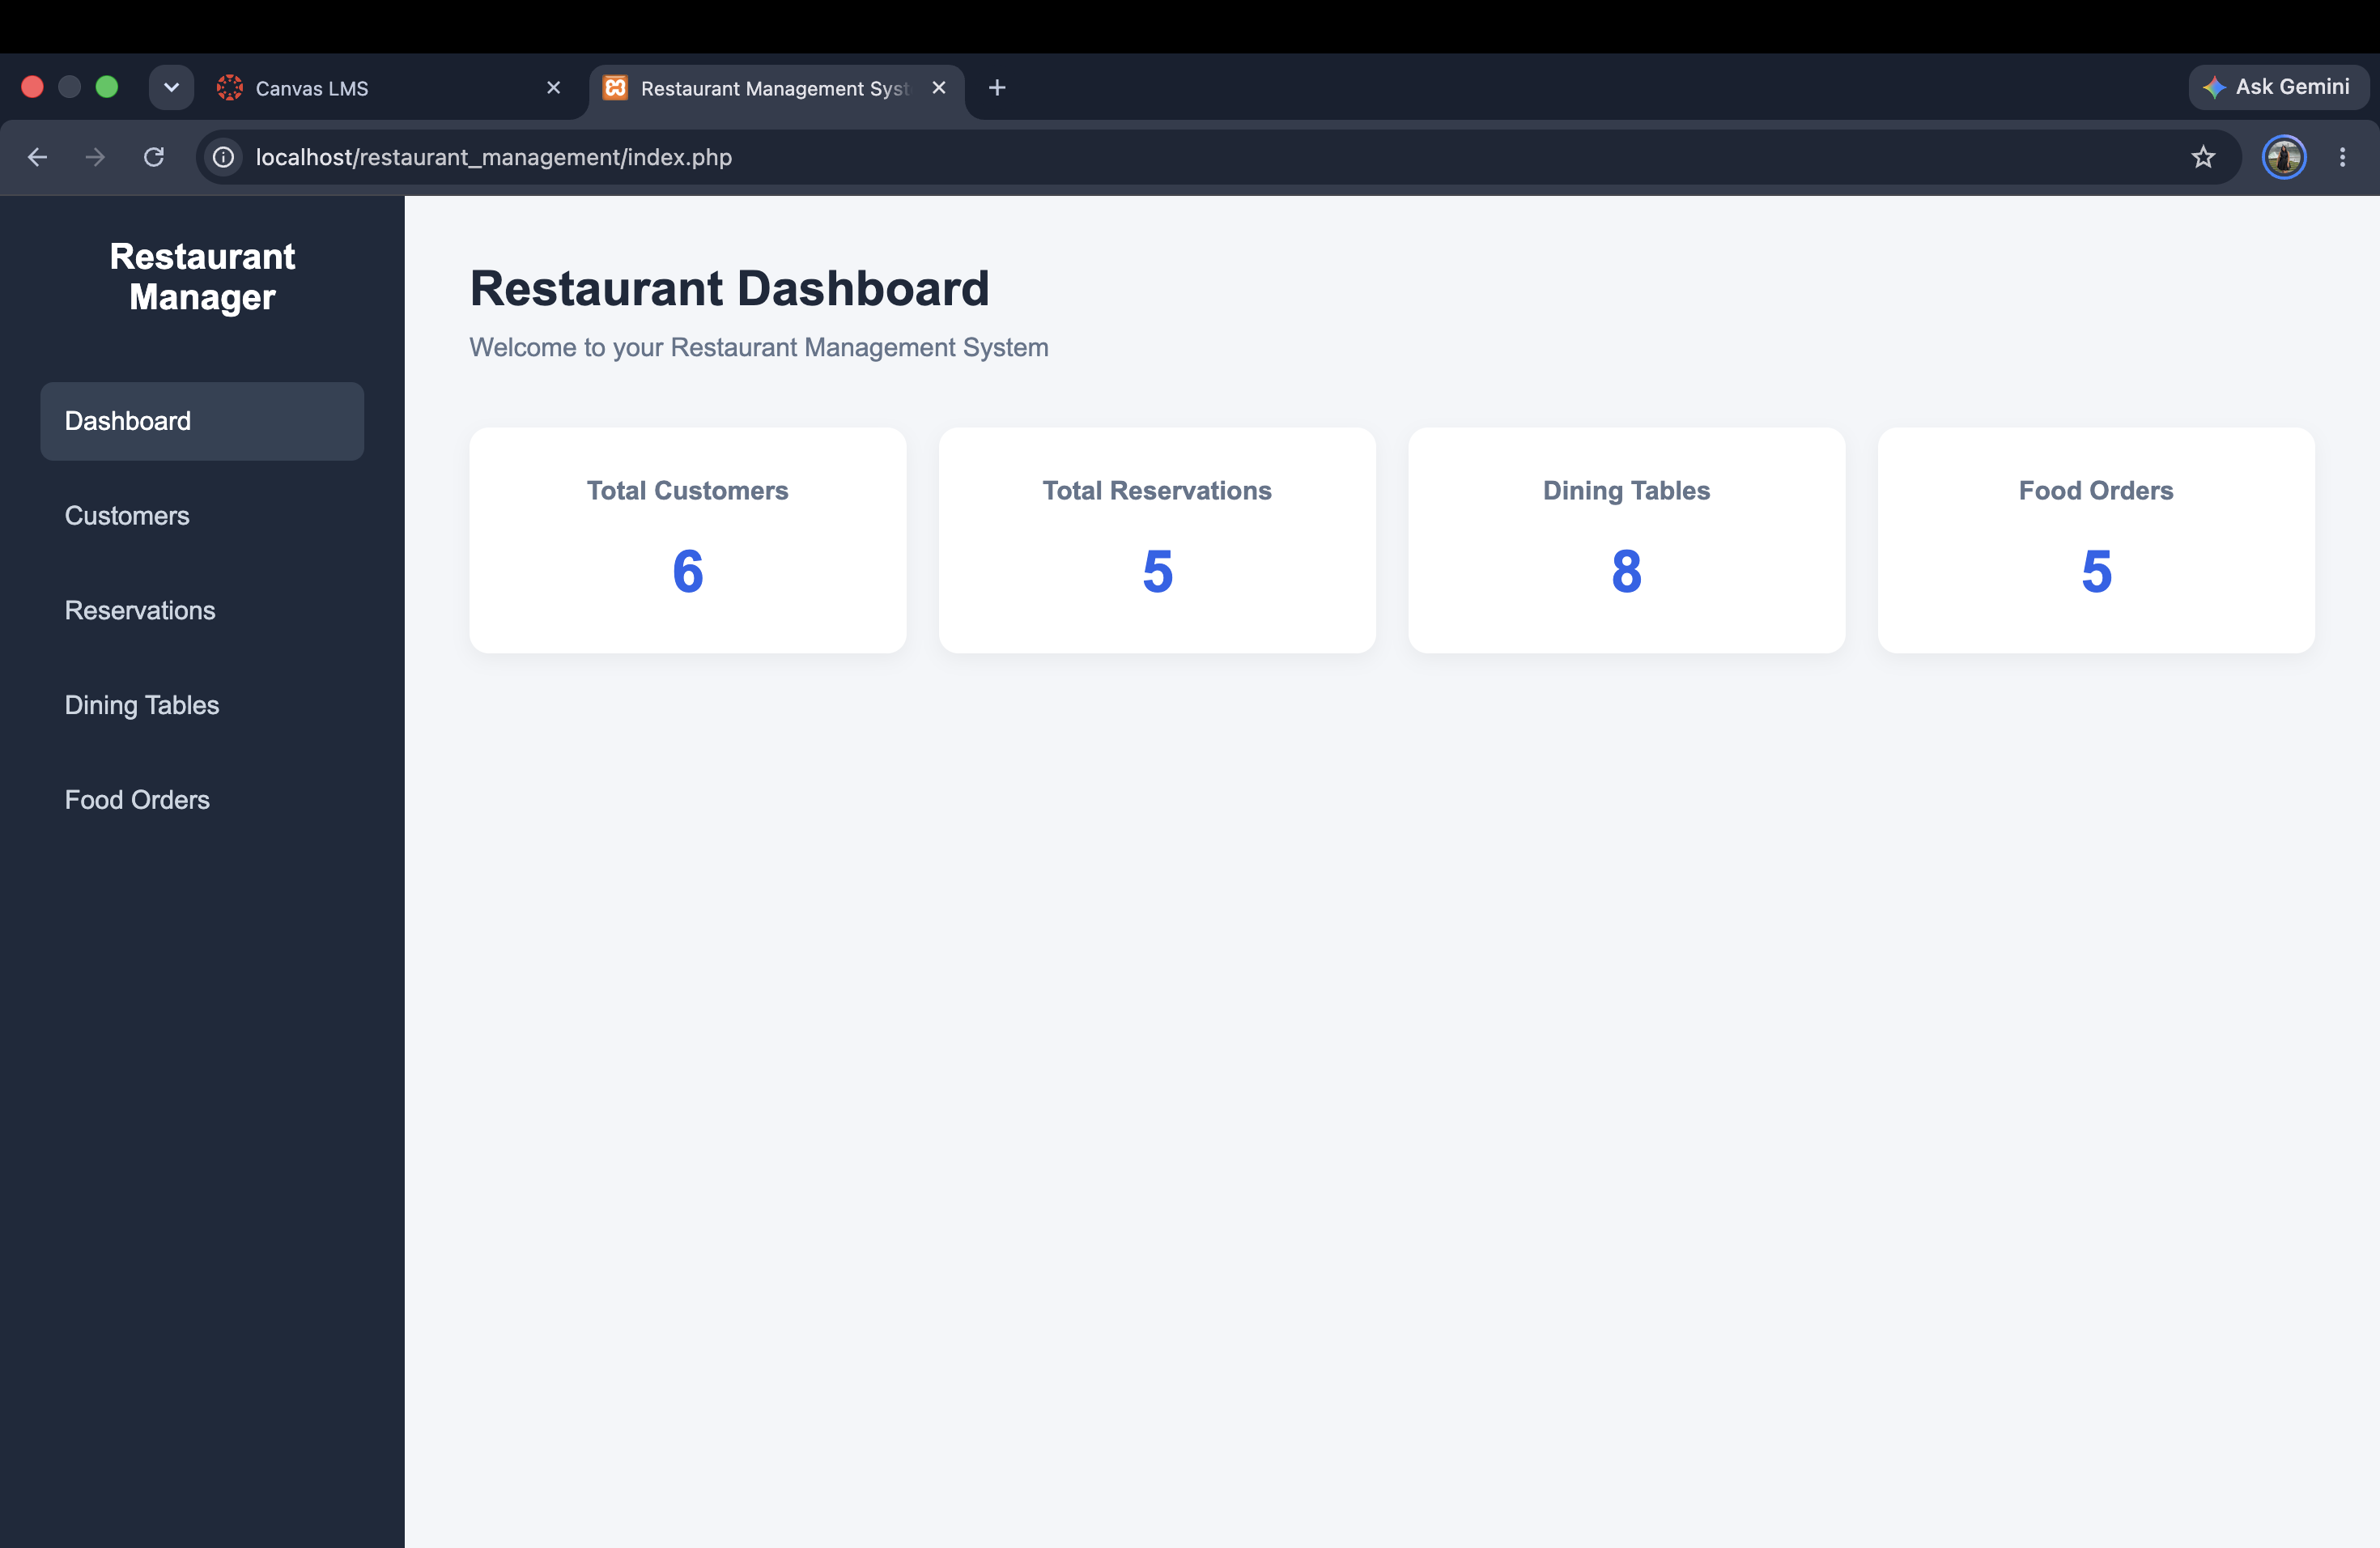 Canvas LMS
Restaurant Management Syst
Ask Gemini
localhost/restaurant_management/index.php
Restaurant
Manager
Dashboard
Customers
Reservations
Dining Tables
Food Orders
Restaurant Dashboard
Welcome to your Restaurant Management System
Total Customers
6
Total Reservations
5
Dining Tables
8
Food Orders
5